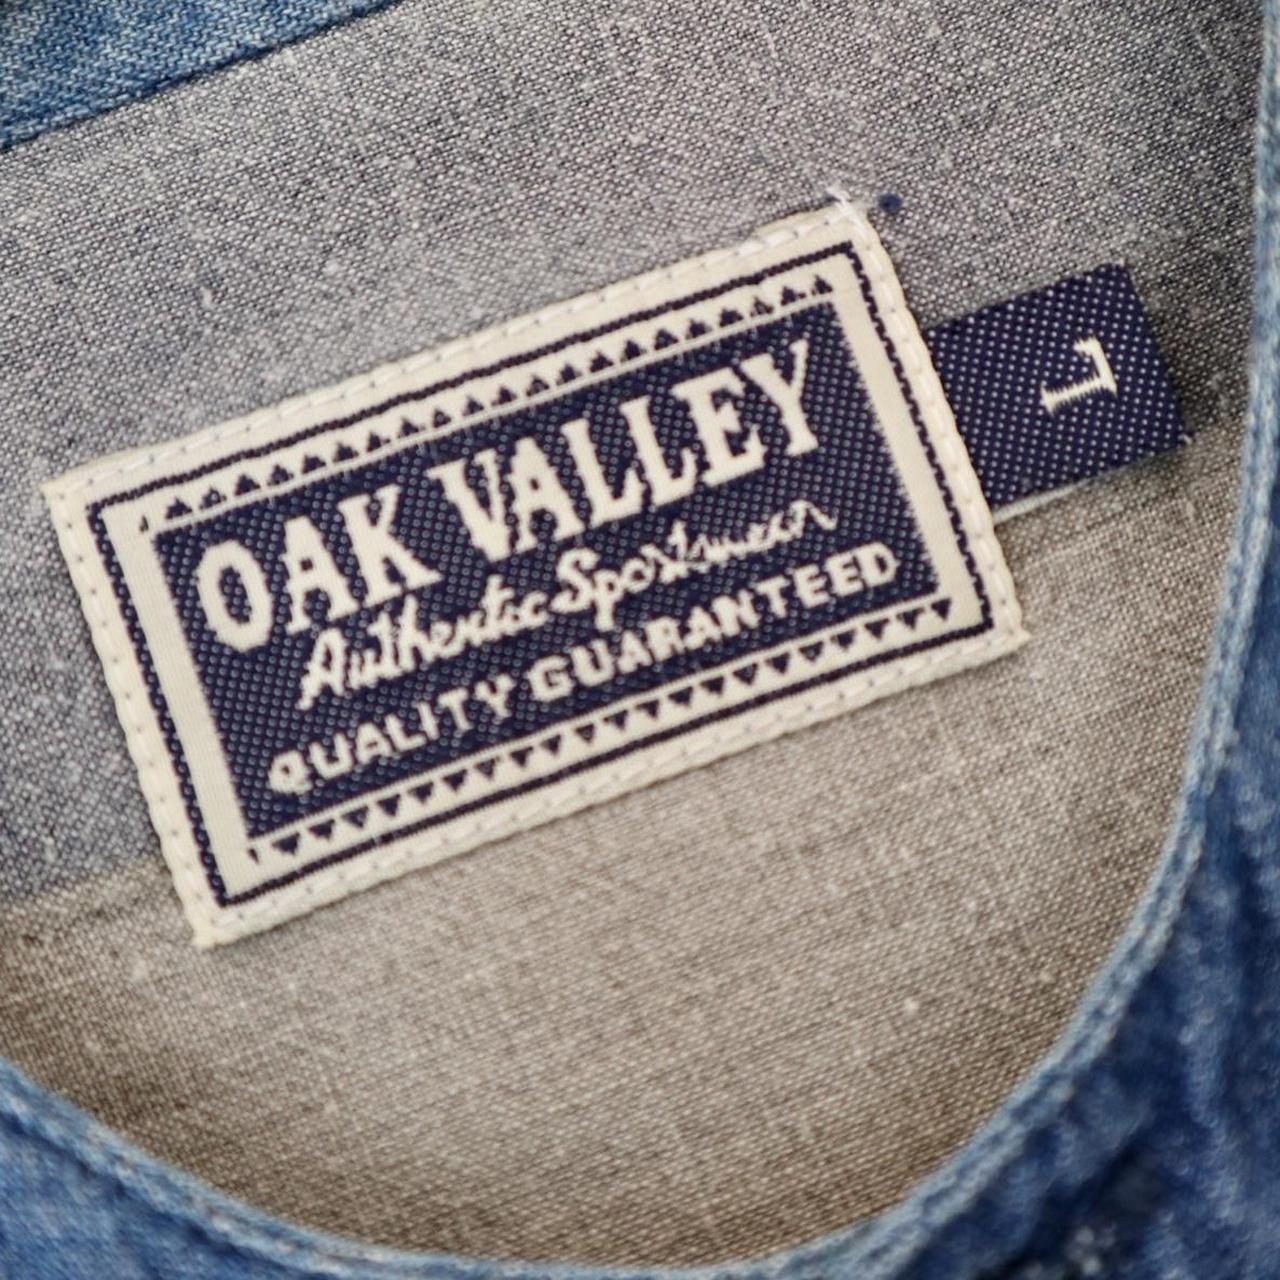 OAK VALLEY
Authentic Sportswear
QUALITY GUARANTEED
L